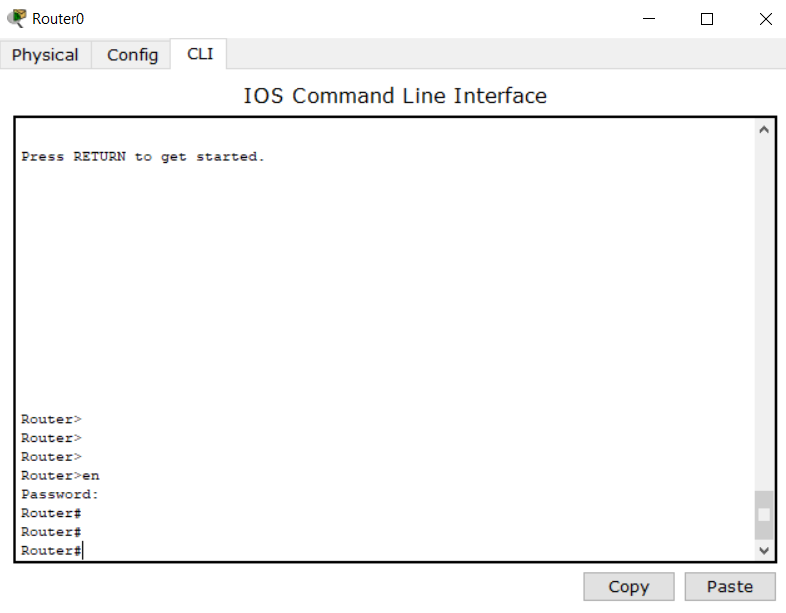 Router0
Physical Config CLI
IOS Command Line Interface
Press RETURN to get started.
Router>
Router>
Router>
Router>en
Password:
Router#
Router#
Router#
Copy Paste